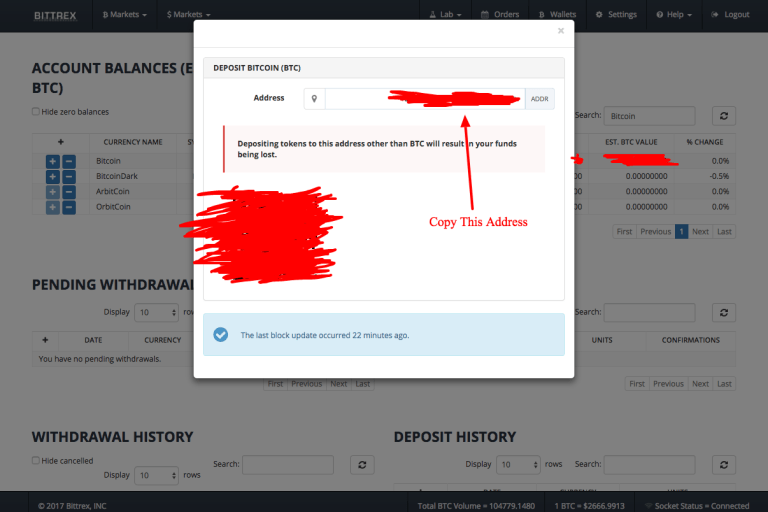 BITTREX
Ƀ Markets
$ Markets
Lab
Orders
Ƀ Wallets
Settings
Help
Logout
ACCOUNT BALANCES (E
BTC)
Hide zero balances
Search: Bitcoin
+ CURRENCY NAME
EST. BTC VALUE % CHANGE
Bitcoin 0.0%
BitcoinDark 0.00000000 -0.5%
ArbitCoin 0.00000000 0.0%
OrbitCoin 0.00000000 0.0%
First Previous 1 Next Last
×
DEPOSIT BITCOIN (BTC)
Address ADDR
Depositing tokens to this address other than BTC will result in your funds
being lost.
Copy This Address
The last block update occurred 22 minutes ago.
PENDING WITHDRAWAL
Display 10
Search:
+ DATE CURRENCY
UNITS CONFIRMATIONS
You have no pending withdrawals.
First Previous Next Last
First Previous Next Last
WITHDRAWAL HISTORY
Hide cancelled
Display 10 rows
Search:
DEPOSIT HISTORY
Display 10 rows
Search:
+ DATE CURRENCY UNITS
© 2017 Bittrex, INC
Total BTC Volume = 104779.1480
1 BTC = $2666.9913
Socket Status = Connected